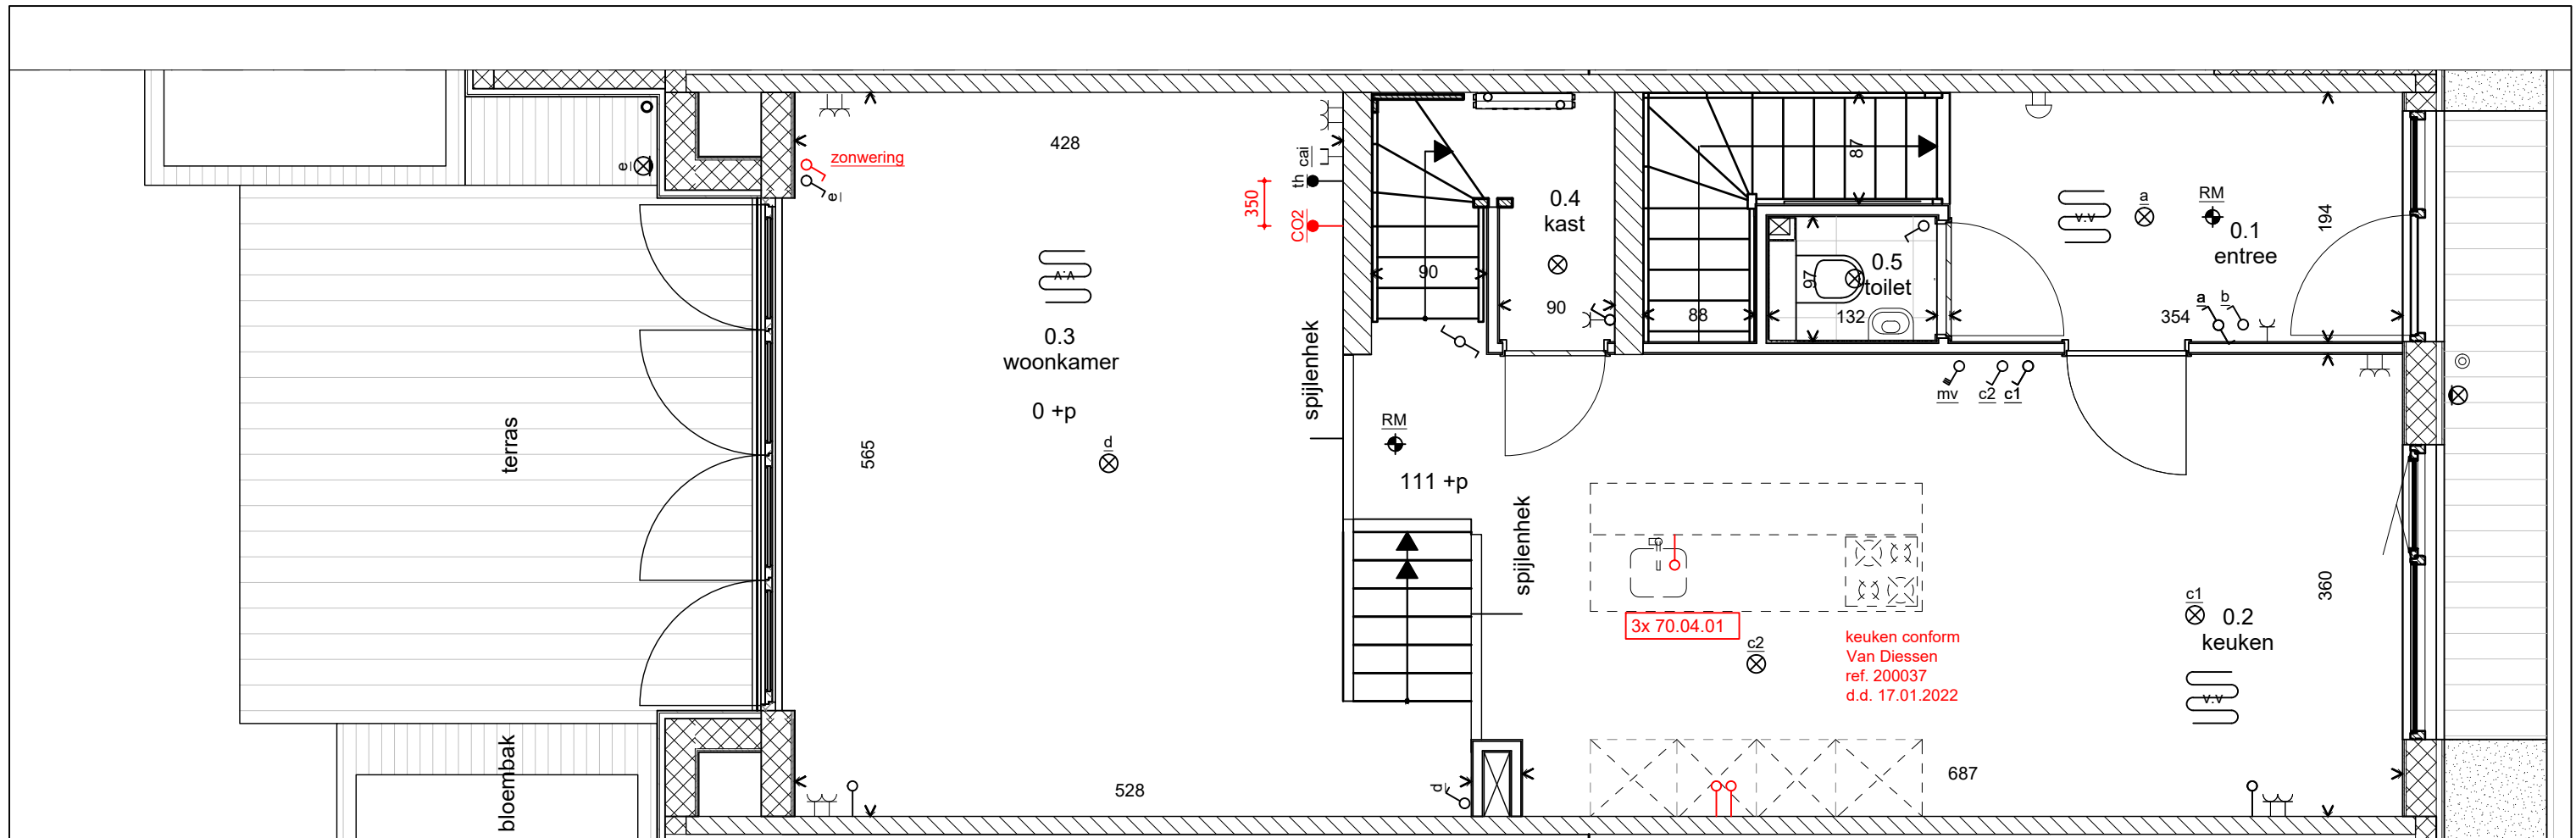 428
zonwering
e
e
cai
th
350
CO2
90
0.4
kast
90
87
88
0.5
toilet
97
132
v.v
a
RM
0.1
entree
194
354
a
b
mv
c2
c1
0.3
woonkamer
0 +p
v.v
565
d
terras
spijlenhek
RM
111 +p
spijlenhek
3x 70.04.01
c2
keuken conform
Van Diessen
ref. 200037
d.d. 17.01.2022
c1
0.2
keuken
360
v.v
bloembak
528
d
687